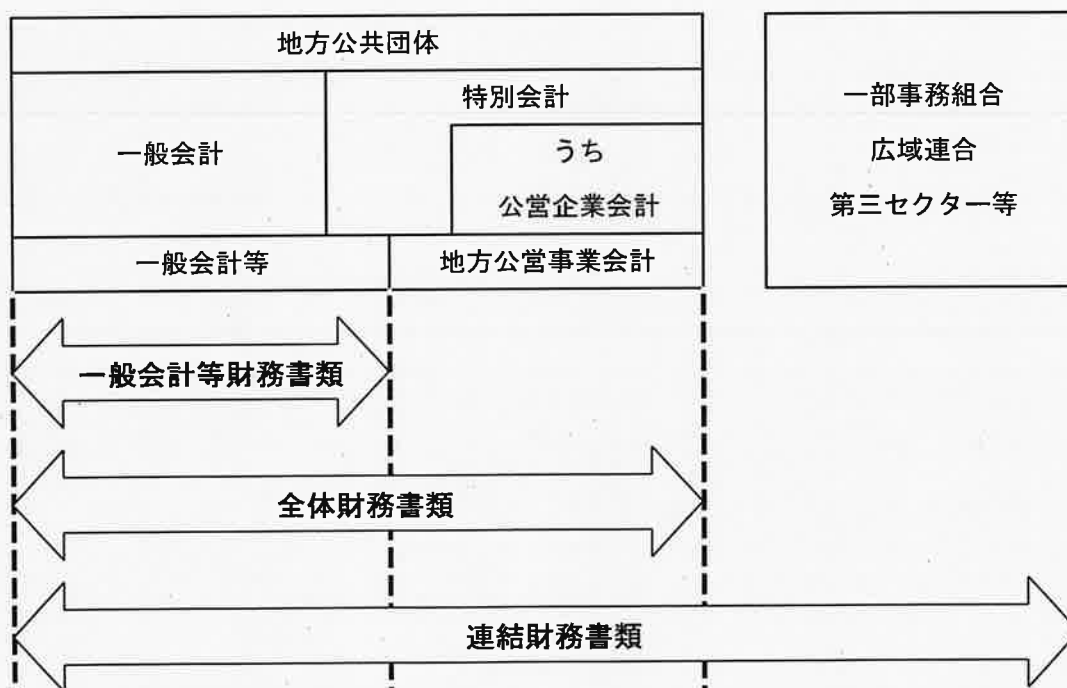 地方公共団体
一般会計
特別会計
うち
公営企業会計
一般会計等
地方公営事業会計
一部事務組合
広域連合
第三セクター等
一般会計等財務書類
全体財務書類
連結財務書類